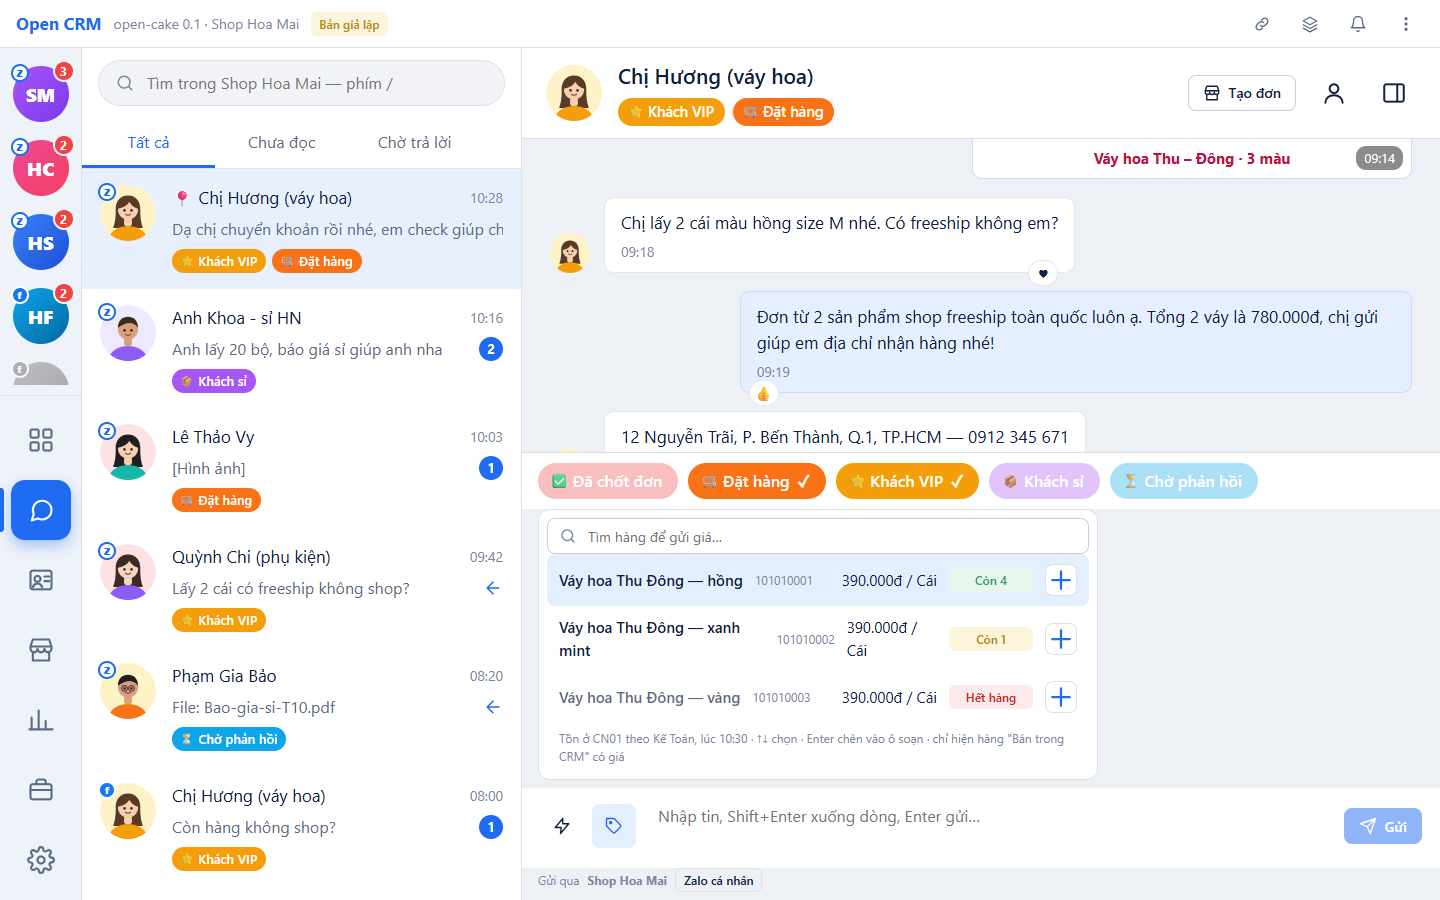 Open CRM open-cake 0.1 · Shop Hoa Mai Bản giả lập
SM 3
HC 2
HS 2
HF 2
Tìm trong Shop Hoa Mai — phím /
Tất cả Chưa đọc Chờ trả lời
Chị Hương (váy hoa) 10:28
Dạ chị chuyển khoản rồi nhé, em check giúp ch
Khách VIP Đặt hàng
Anh Khoa - sỉ HN 10:16
Anh lấy 20 bộ, báo giá sỉ giúp anh nha 2
Khách sỉ
Lê Thảo Vy 10:03
[Hình ảnh] 1
Đặt hàng
Quỳnh Chi (phụ kiện) 09:42
Lấy 2 cái có freeship không shop?
Khách VIP
Phạm Gia Bảo 08:20
File: Bao-gia-si-T10.pdf
Chờ phản hồi
Chị Hương (váy hoa) 08:00
Còn hàng không shop? 1
Khách VIP
Chị Hương (váy hoa)
Khách VIP Đặt hàng
Tạo đơn
Váy hoa Thu – Đông · 3 màu 09:14
Chị lấy 2 cái màu hồng size M nhé. Có freeship không em?
09:18
Đơn từ 2 sản phẩm shop freeship toàn quốc luôn ạ. Tổng 2 váy là 780.000đ, chị gửi
giúp em địa chỉ nhận hàng nhé!
09:19
12 Nguyễn Trãi, P. Bến Thành, Q.1, TP.HCM — 0912 345 671
Đã chốt đơn Đặt hàng ✓ Khách VIP ✓ Khách sỉ Chờ phản hồi
Tìm hàng để gửi giá...
Váy hoa Thu Đông — hồng 101010001 390.000đ / Cái Còn 4
Váy hoa Thu Đông — xanh
mint 101010002 390.000đ /
Cái Còn 1
Váy hoa Thu Đông — vàng 101010003 390.000đ / Cái Hết hàng
Tồn ở CN01 theo Kế Toán, lúc 10:30 · ↑↓ chọn · Enter chèn vào ô soạn · chỉ hiện hàng "Bán trong
CRM" có giá
Nhập tin, Shift+Enter xuống dòng, Enter gửi...
Gửi
Gửi qua Shop Hoa Mai Zalo cá nhân